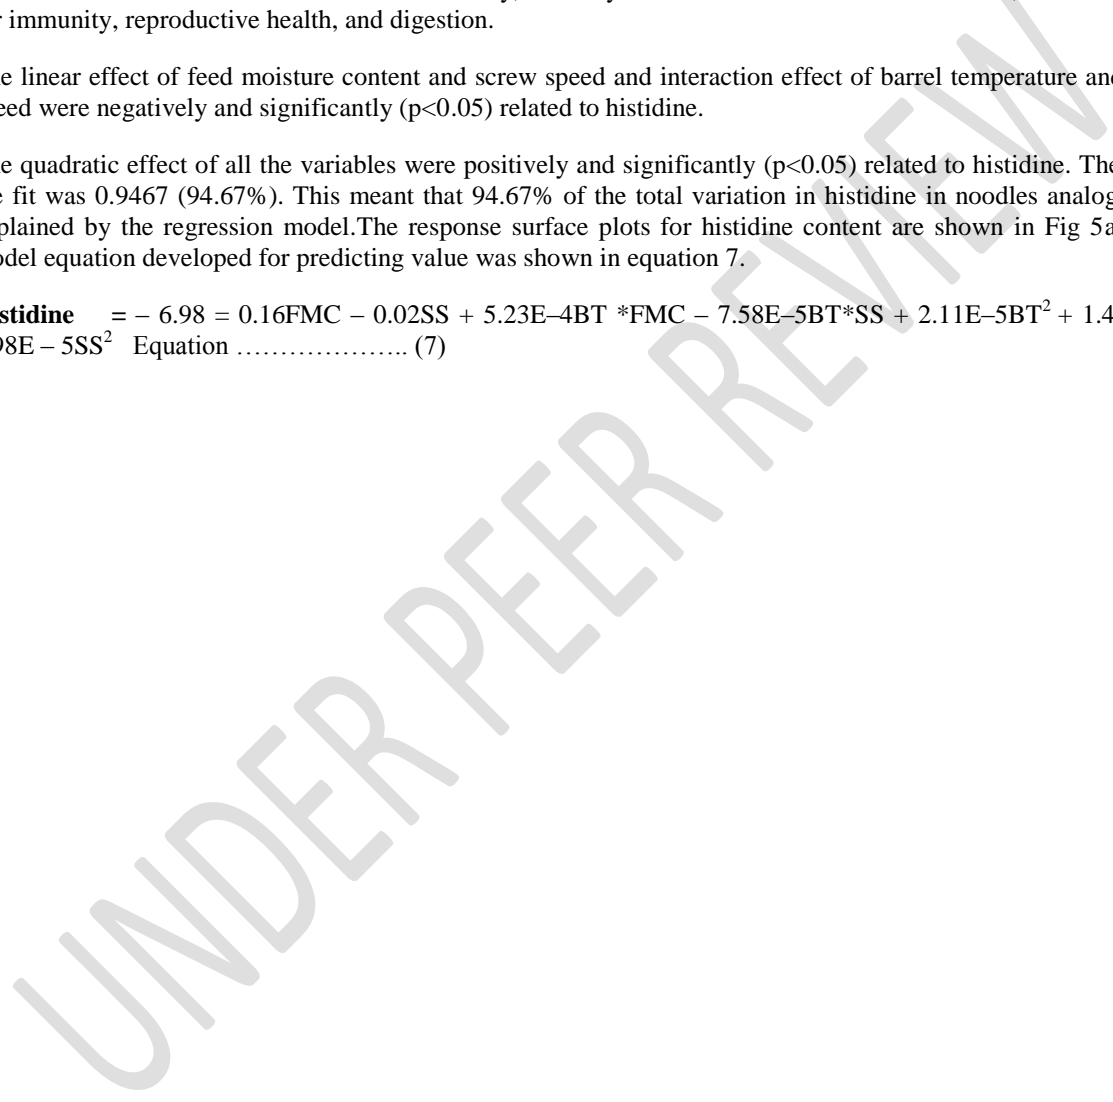 r immunity, reproductive health, and digestion.
e linear effect of feed moisture content and screw speed and interaction effect of barrel temperature and
eed were negatively and significantly (p<0.05) related to histidine.
e quadratic effect of all the variables were positively and significantly (p<0.05) related to histidine. The
e fit was 0.9467 (94.67%). This meant that 94.67% of the total variation in histidine in noodles analog
plained by the regression model.The response surface plots for histidine content are shown in Fig 5a
odel equation developed for predicting value was shown in equation 7.
stidine = – 6.98 = 0.16FMC – 0.02SS + 5.23E–4BT *FMC – 7.58E–5BT*SS + 2.11E–5BT² + 1.4
98E – 5SS² Equation ……………….. (7)
UNDER PEER REVIEW